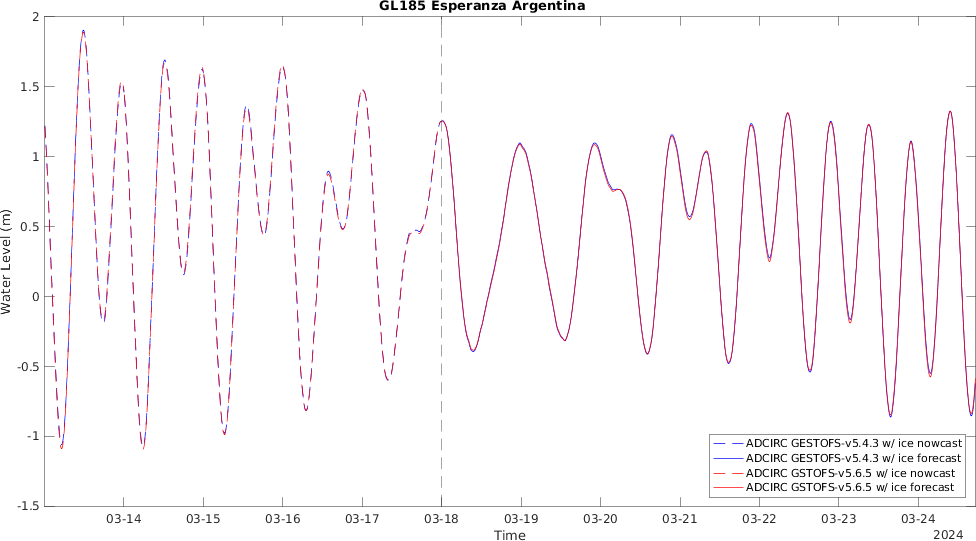 GL185 Esperanza Argentina
Water Level (m)
2
1.5
1
0.5
0
-0.5
-1
-1.5
ADCIRC GESTOFS-v5.4.3 w/ ice nowcast
ADCIRC GESTOFS-v5.4.3 w/ ice forecast
ADCIRC GSTOFS-v5.6.5 w/ ice nowcast
ADCIRC GSTOFS-v5.6.5 w/ ice forecast
03-14 03-15 03-16 03-17 03-18 03-19 03-20 03-21 03-22 03-23 03-24
Time
2024